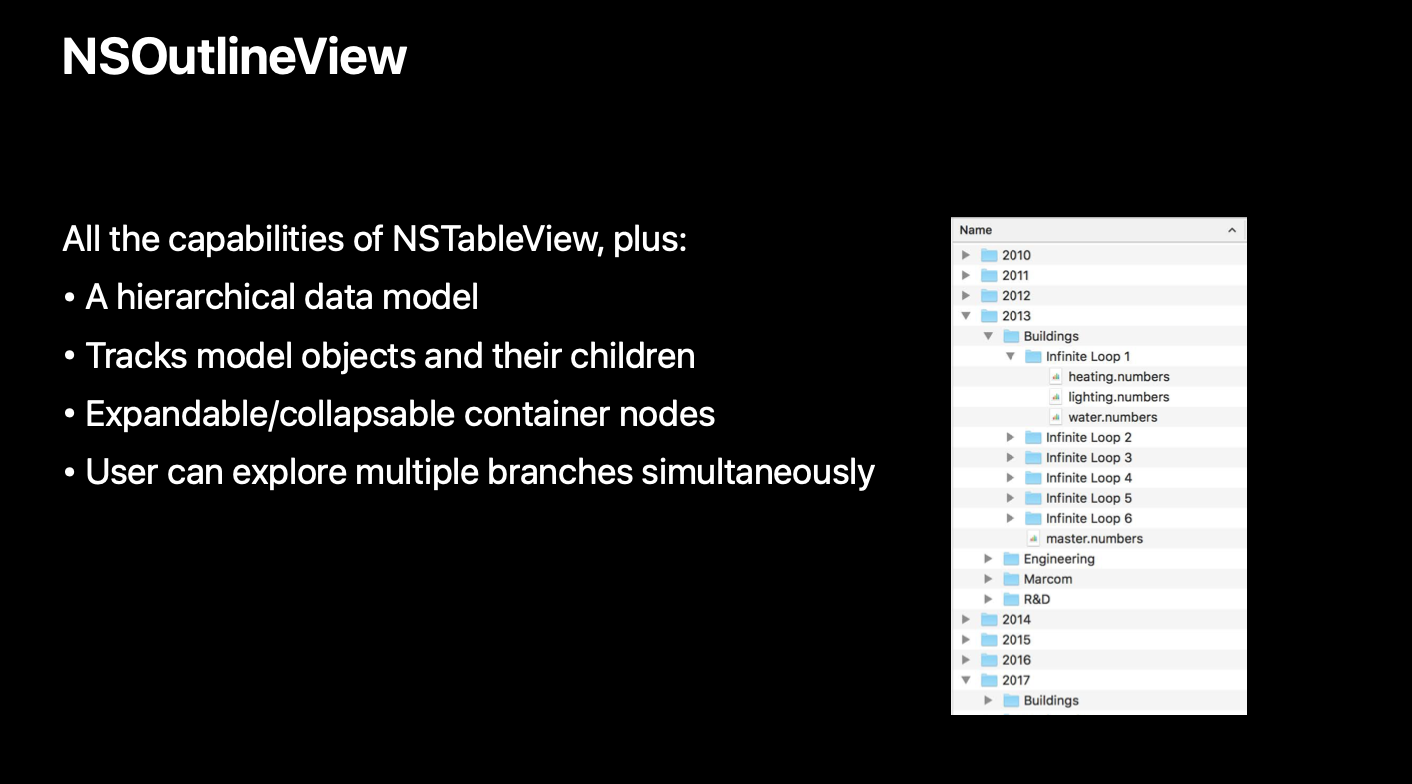 NSOutlineView
All the capabilities of NSTableView, plus:
• A hierarchical data model
• Tracks model objects and their children
• Expandable/collapsable container nodes
• User can explore multiple branches simultaneously
Name
2010
2011
2012
2013
Buildings
Infinite Loop 1
heating.numbers
lighting.numbers
water.numbers
Infinite Loop 2
Infinite Loop 3
Infinite Loop 4
Infinite Loop 5
Infinite Loop 6
master.numbers
Engineering
Marcom
R&D
2014
2015
2016
2017
Buildings